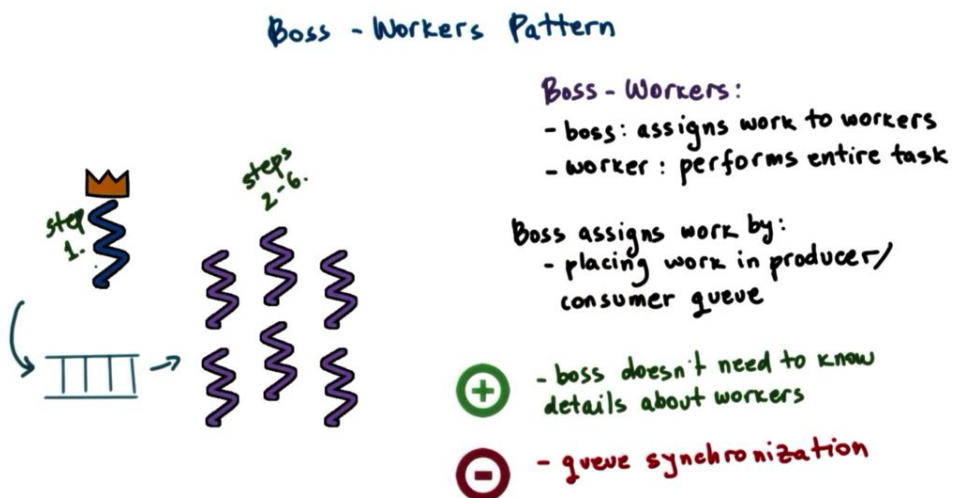 Boss - Workers Pattern
Boss - Workers:
- boss: assigns work to workers
- worker: performs entire task
steps
2-6.
step
1.
Boss assigns work by:
- placing work in producer/
consumer queue
+
- boss doesn't need to know
details about workers
-
- queue synchronization